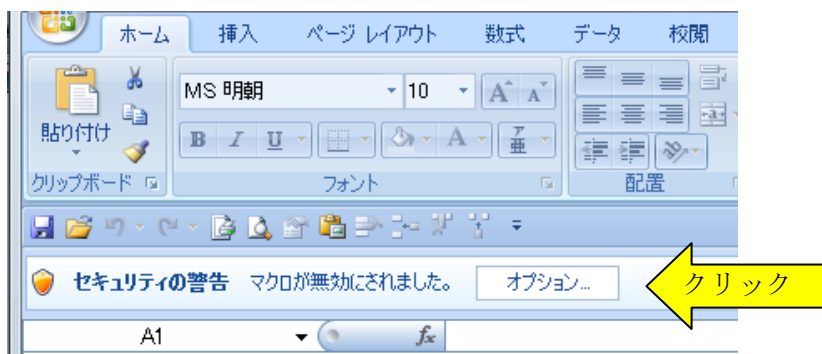 ホーム 挿入 ページ レイアウト 数式 データ 校閲
MS 明朝 10 A A
貼り付け
B I U A ア亜 a
クリップボード フォント 配置
セキュリティの警告 マクロが無効にされました。 オプション... クリック
A1 fx